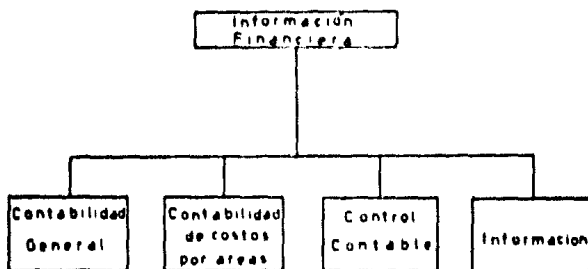 Información
Financiera
Contabilidad
General
Contabilidad
de costos
por areas
Control
Contable
Informacion